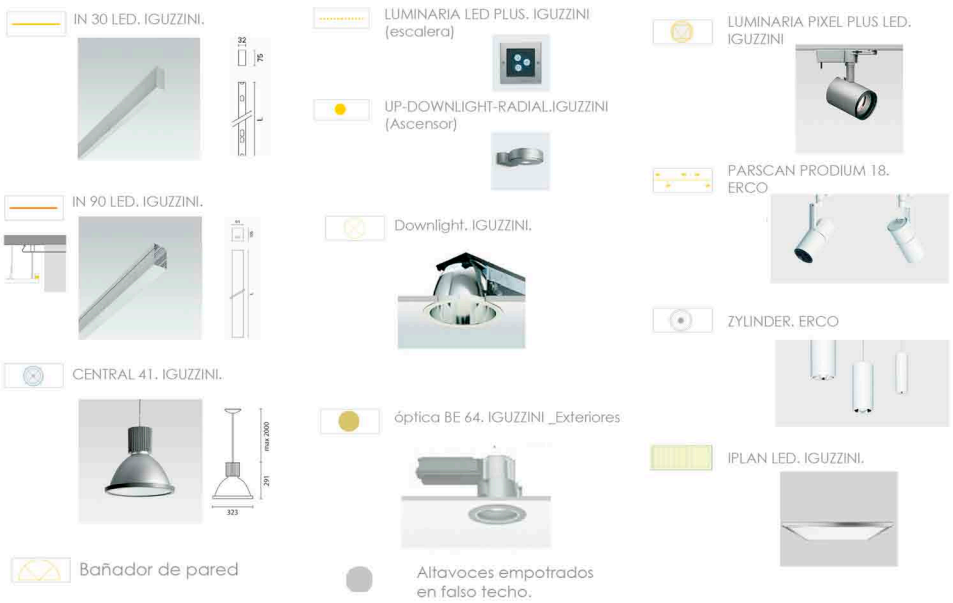 IN 30 LED. IGUZZINI.
32
75
L
IN 90 LED. IGUZZINI.
L
CENTRAL 41. IGUZZINI.
max 2000
291
323
Bañador de pared
LUMINARIA LED PLUS. IGUZZINI
(escalera)
UP-DOWNLIGHT-RADIAL.IGUZZINI
(Ascensor)
Downlight. IGUZZINI.
óptica BE 64. IGUZZINI _Exteriores
Altavoces empotrados
en falso techo.
LUMINARIA PIXEL PLUS LED.
IGUZZINI
PARSCAN PRODIUM 18.
ERCO
ZYLINDER. ERCO
IPLAN LED. IGUZZINI.